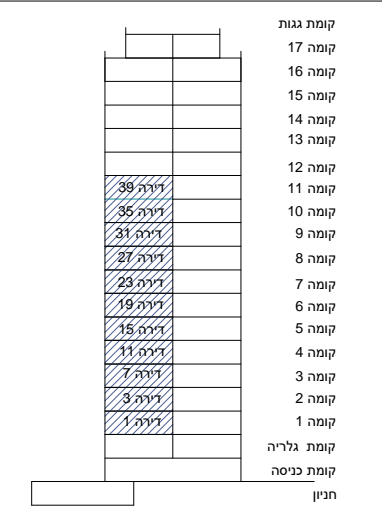 קומת גגות
קומה 17
קומה 16
קומה 15
קומה 14
קומה 13
קומה 12
קומה 11 דירה 39
קומה 10 דירה 35
קומה 9 דירה 31
קומה 8 דירה 27
קומה 7 דירה 23
קומה 6 דירה 19
קומה 5 דירה 15
קומה 4 דירה 11
קומה 3 דירה 7
קומה 2 דירה 3
קומה 1 דירה 1
קומת גלריה
קומת כניסה
חניון